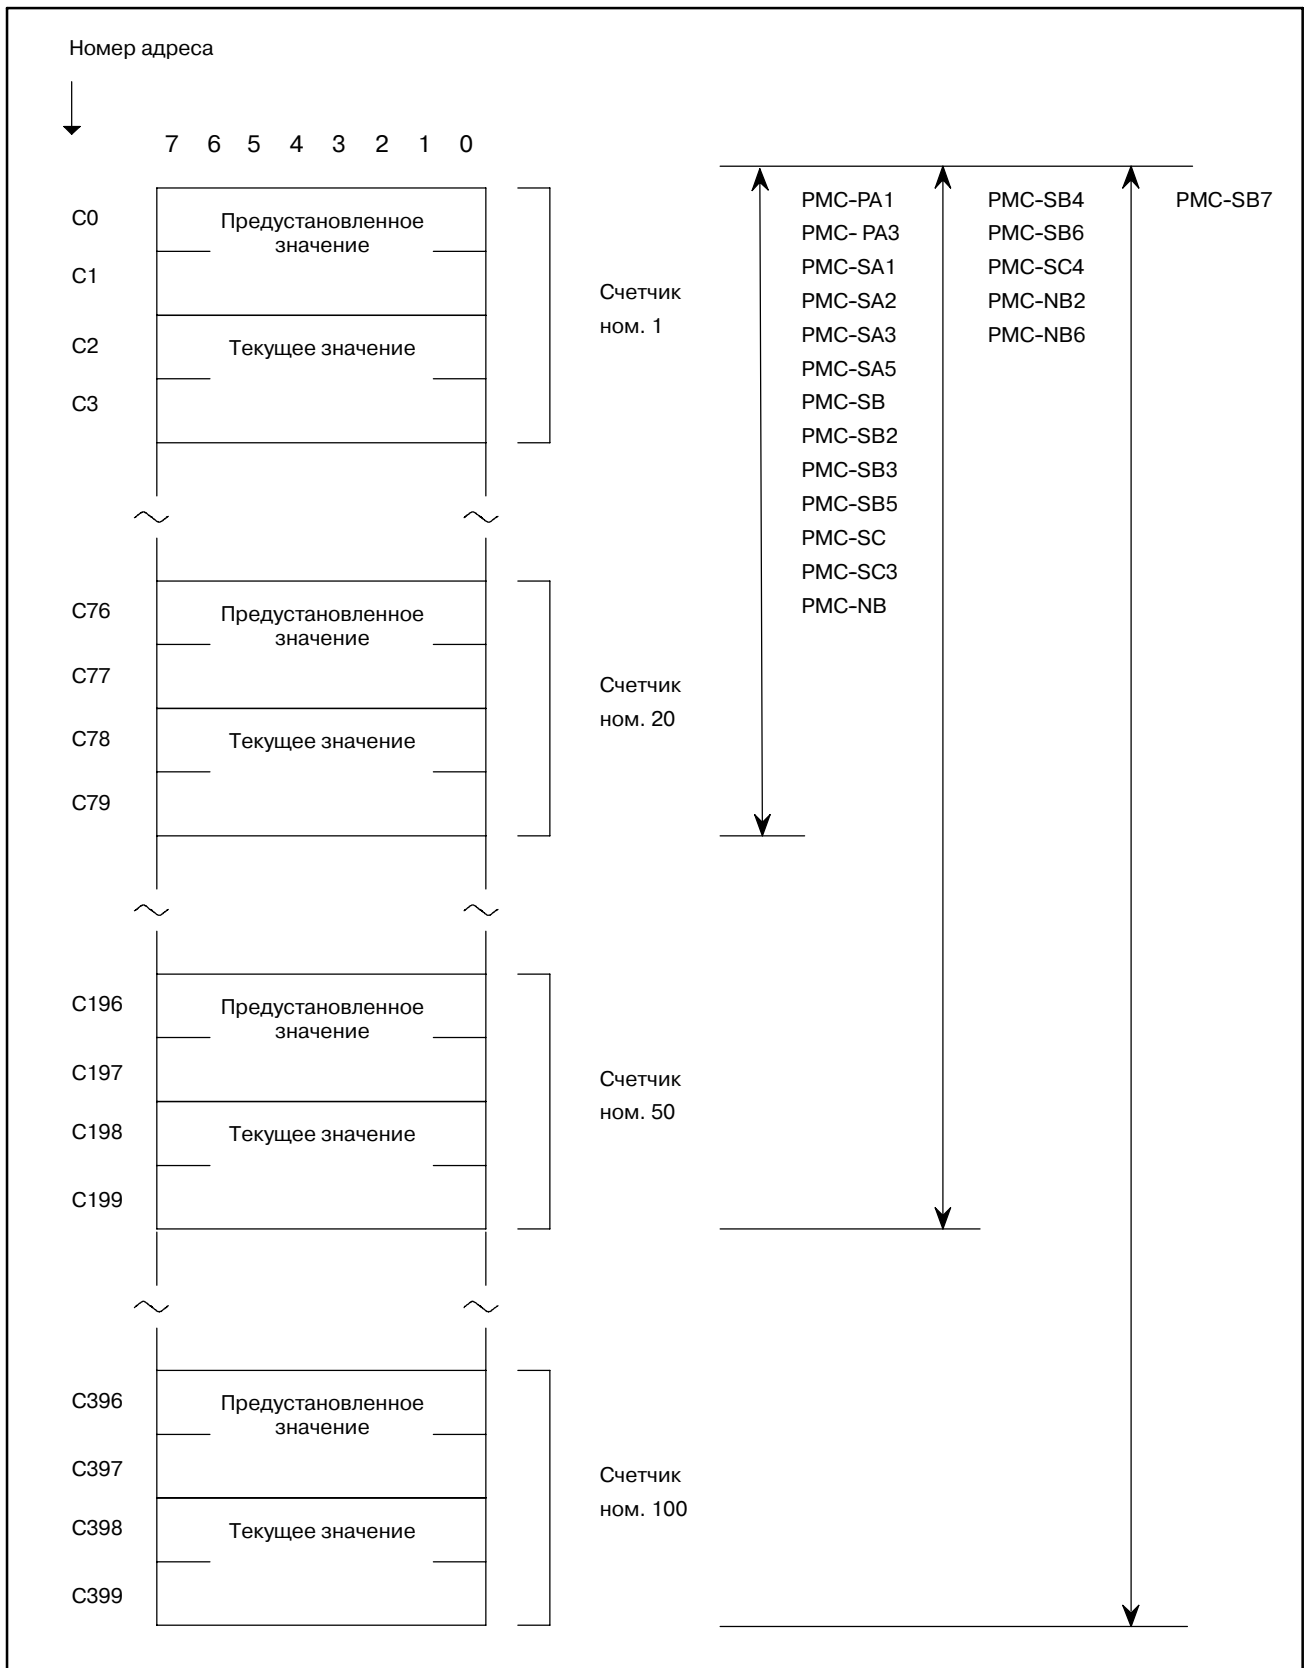 Номер адреса
7 6 5 4 3 2 1 0
C0
Предустановленное
значение
C1
C2
Текущее значение
C3
Счетчик
ном. 1
C76
Предустановленное
значение
C77
C78
Текущее значение
C79
Счетчик
ном. 20
C196
Предустановленное
значение
C197
C198
Текущее значение
C199
Счетчик
ном. 50
C396
Предустановленное
значение
C397
C398
Текущее значение
C399
Счетчик
ном. 100
PMC-PA1
PMC- PA3
PMC-SA1
PMC-SA2
PMC-SA3
PMC-SA5
PMC-SB
PMC-SB2
PMC-SB3
PMC-SB5
PMC-SC
PMC-SC3
PMC-NB
PMC-SB4
PMC-SB6
PMC-SC4
PMC-NB2
PMC-NB6
PMC-SB7